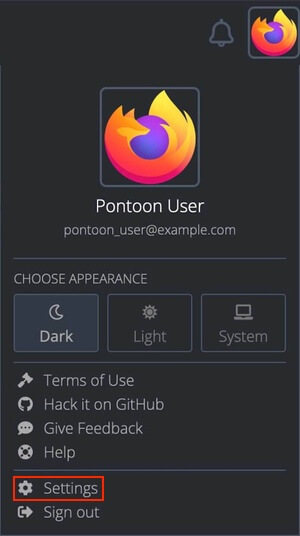 Pontoon User
pontoon_user@example.com
CHOOSE APPEARANCE
Dark
Light
System
Terms of Use
Hack it on GitHub
Give Feedback
Help
Settings
Sign out